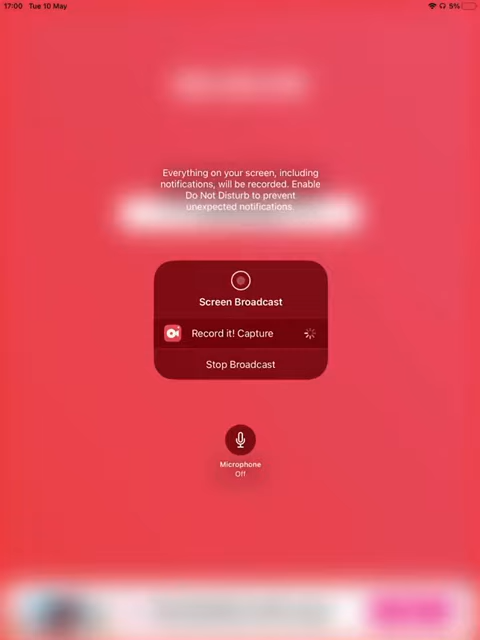 17:00 Tue 10 May 5%
Everything on your screen, including
notifications, will be recorded. Enable
Do Not Disturb to prevent
unexpected notifications.
Screen Broadcast
Record it! Capture
Stop Broadcast
Microphone
Off